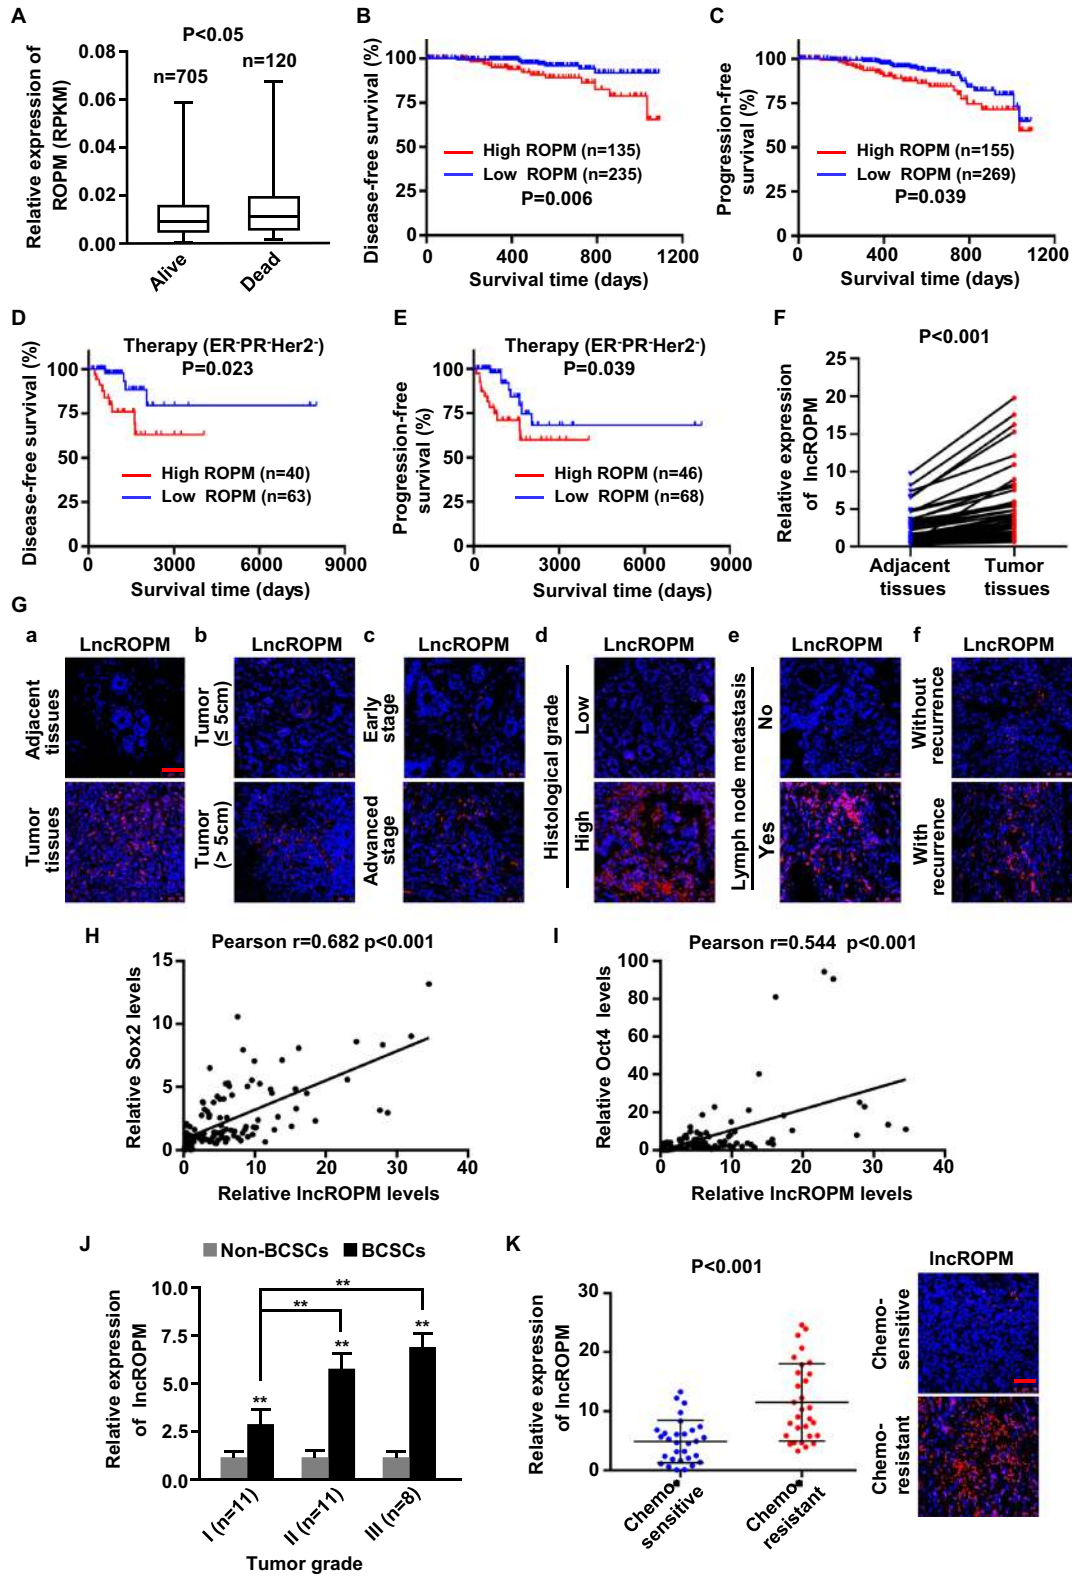 A
P<0.05
n=705
n=120
Relative expression of
ROPM (RPKM)
0.08
0.06
0.04
0.02
0.00
Alive
Dead
B
Disease-free survival (%)
100
75
50
25
0
High ROPM (n=135)
Low ROPM (n=235)
P=0.006
0 400 800 1200
Survival time (days)
C
Progression-free
survival (%)
100
75
50
25
0
High ROPM (n=155)
Low ROPM (n=269)
P=0.039
0 400 800 1200
Survival time (days)
D
Therapy (ER-PR-Her2-)
P=0.023
Disease-free survival (%)
100
75
50
25
0
High ROPM (n=40)
Low ROPM (n=63)
0 3000 6000 9000
Survival time (days)
E
Therapy (ER-PR-Her2-)
P=0.039
Progression-free
survival (%)
100
75
50
25
0
High ROPM (n=46)
Low ROPM (n=68)
0 3000 6000 9000
Survival time (days)
F
P<0.001
Relative expression
of lncROPM
25
20
15
10
5
0
Adjacent
tissues
Tumor
tissues
G
a
LncROPM
Adjacent
tissues
Tumor
tissues
b
LncROPM
Tumor
(≤ 5cm)
Tumor
(> 5cm)
c
LncROPM
Early
stage
Advanced
stage
d
LncROPM
Histological grade
Low
High
e
LncROPM
Lymph node metastasis
No
Yes
f
LncROPM
Without
recurrence
With
recurrence
H
Pearson r=0.682 p<0.001
Relative Sox2 levels
15
10
5
0
0 10 20 30 40
Relative lncROPM levels
I
Pearson r=0.544 p<0.001
Relative Oct4 levels
100
80
60
40
20
0
0 10 20 30 40
Relative lncROPM levels
J
Non-BCSCs BCSCs
Relative expression
of lncROPM
10.0
7.5
5.0
2.5
0.0
**
**
**
**
**
I (n=11)
II (n=11)
III (n=8)
Tumor grade
K
P<0.001
Relative expression
of lncROPM
30
20
10
0
Chemo-
sensitive
Chemo-
resistant
lncROPM
Chemo-
sensitive
Chemo-
resistant